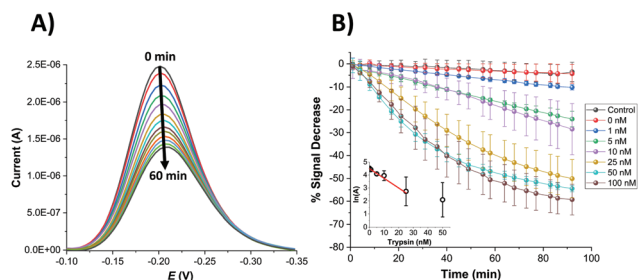 A)
B)
0 min
60 min
2.5E-06
2.0E-06
1.5E-06
1.0E-06
5.0E-07
0.0E+00
Current (A)
-0.10 -0.15 -0.20 -0.25 -0.30 -0.35
E (V)
10
0
-10
-20
-30
-40
-50
-60
-70
-80
% Signal Decrease
0 20 40 60 80 100
Time (min)
5
4
3
2
1
0
ln(A)
0 10 20 30 40 50
Trypsin (nM)
Control
0 nM
1 nM
5 nM
10 nM
25 nM
50 nM
100 nM